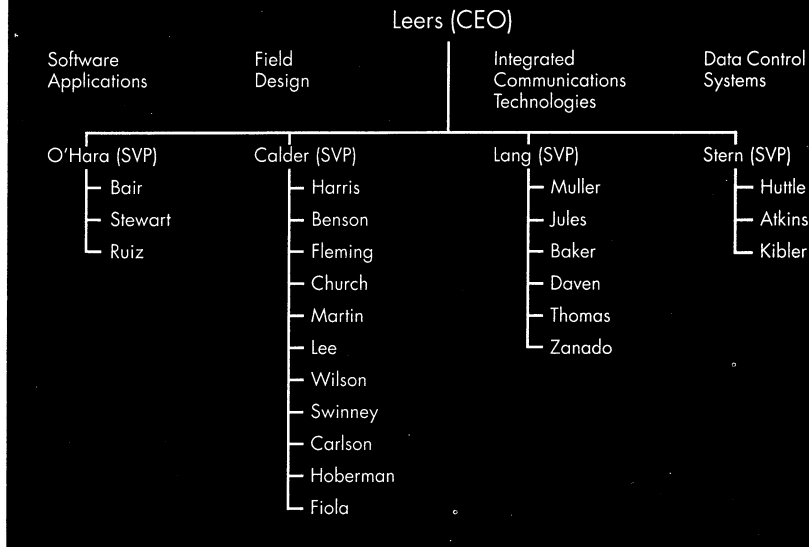 Leers (CEO)
Software
Applications
Field
Design
Integrated
Communications
Technologies
Data Control
Systems
O'Hara (SVP)
Bair
Stewart
Ruiz
Calder (SVP)
Harris
Benson
Fleming
Church
Martin
Lee
Wilson
Swinney
Carlson
Hoberman
Fiola
Lang (SVP)
Muller
Jules
Baker
Daven
Thomas
Zanado
Stern (SVP)
Huttle
Atkins
Kibler